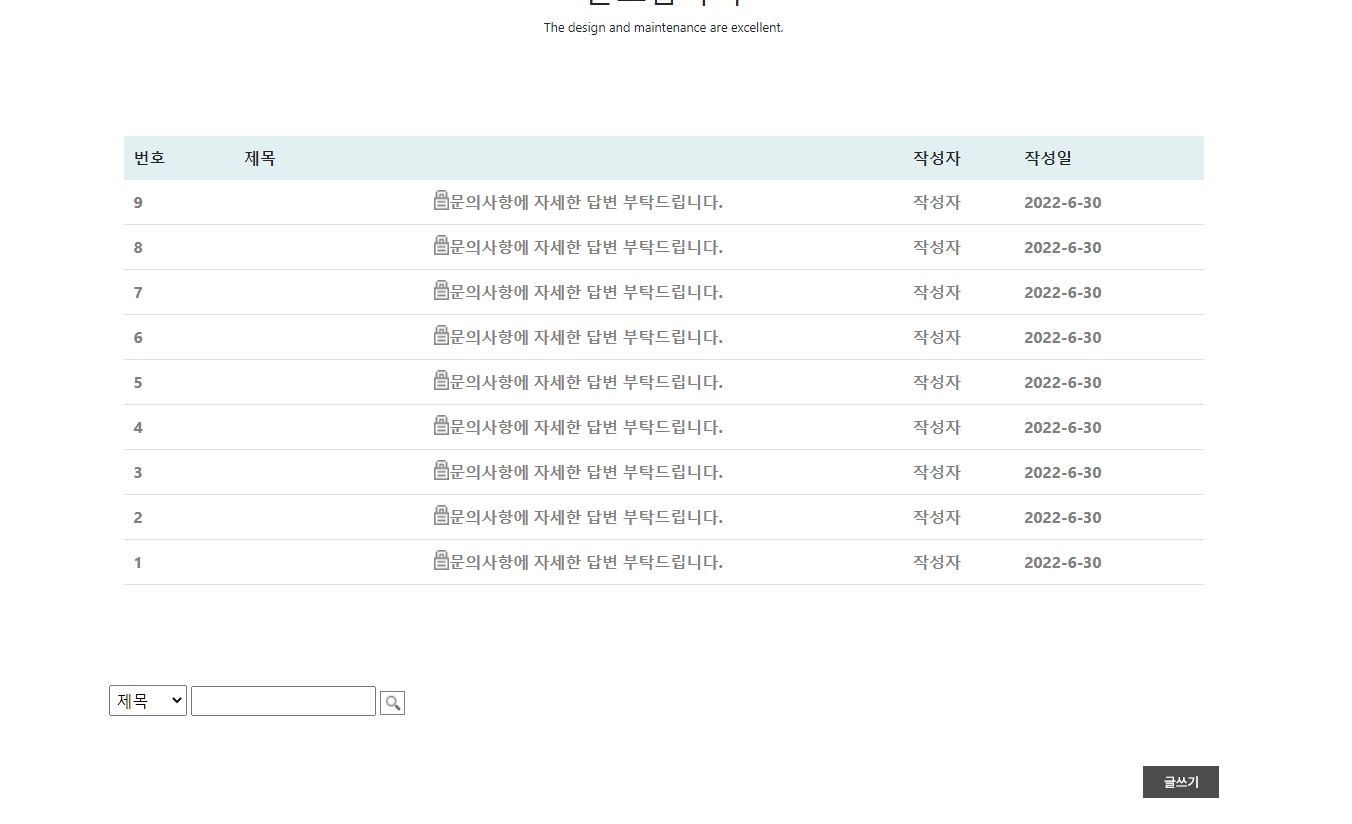 The design and maintenance are excellent.
번호 제목 작성자 작성일
9 문의사항에 자세한 답변 부탁드립니다. 작성자 2022-6-30
8 문의사항에 자세한 답변 부탁드립니다. 작성자 2022-6-30
7 문의사항에 자세한 답변 부탁드립니다. 작성자 2022-6-30
6 문의사항에 자세한 답변 부탁드립니다. 작성자 2022-6-30
5 문의사항에 자세한 답변 부탁드립니다. 작성자 2022-6-30
4 문의사항에 자세한 답변 부탁드립니다. 작성자 2022-6-30
3 문의사항에 자세한 답변 부탁드립니다. 작성자 2022-6-30
2 문의사항에 자세한 답변 부탁드립니다. 작성자 2022-6-30
1 문의사항에 자세한 답변 부탁드립니다. 작성자 2022-6-30
제목
글쓰기